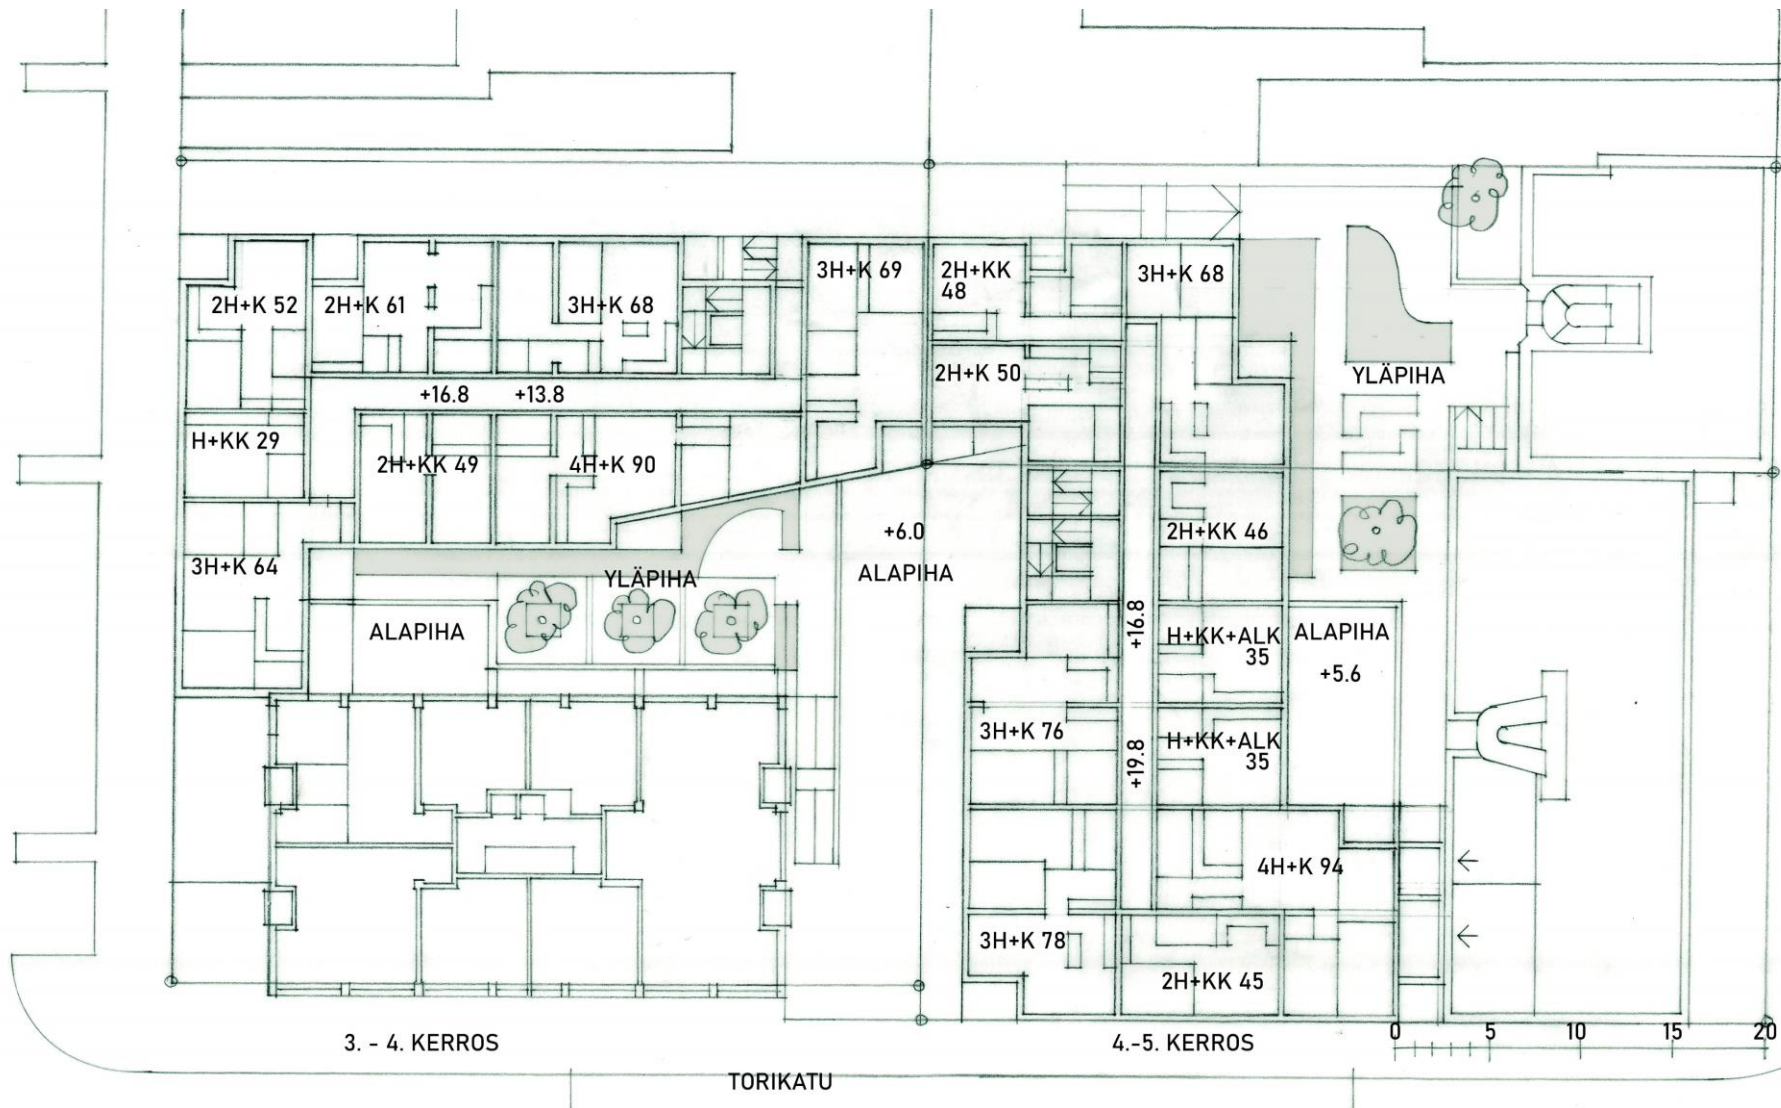 3H+K 69
2H+KK
48
3H+K 68
2H+K 52
2H+K 61
3H+K 68
2H+K 50
YLÄPIHA
+16.8
+13.8
H+KK 29
2H+KK 49
4H+K 90
+6.0
2H+KK 46
3H+K 64
YLÄPIHA
ALAPIHA
ALAPIHA
+16.8
H+KK+ALK
35
ALAPIHA
+5.6
3H+K 76
+19.8
H+KK+ALK
35
4H+K 94
3H+K 78
2H+KK 45
3. - 4. KERROS
4.-5. KERROS
0 5 10 15 20
TORIKATU